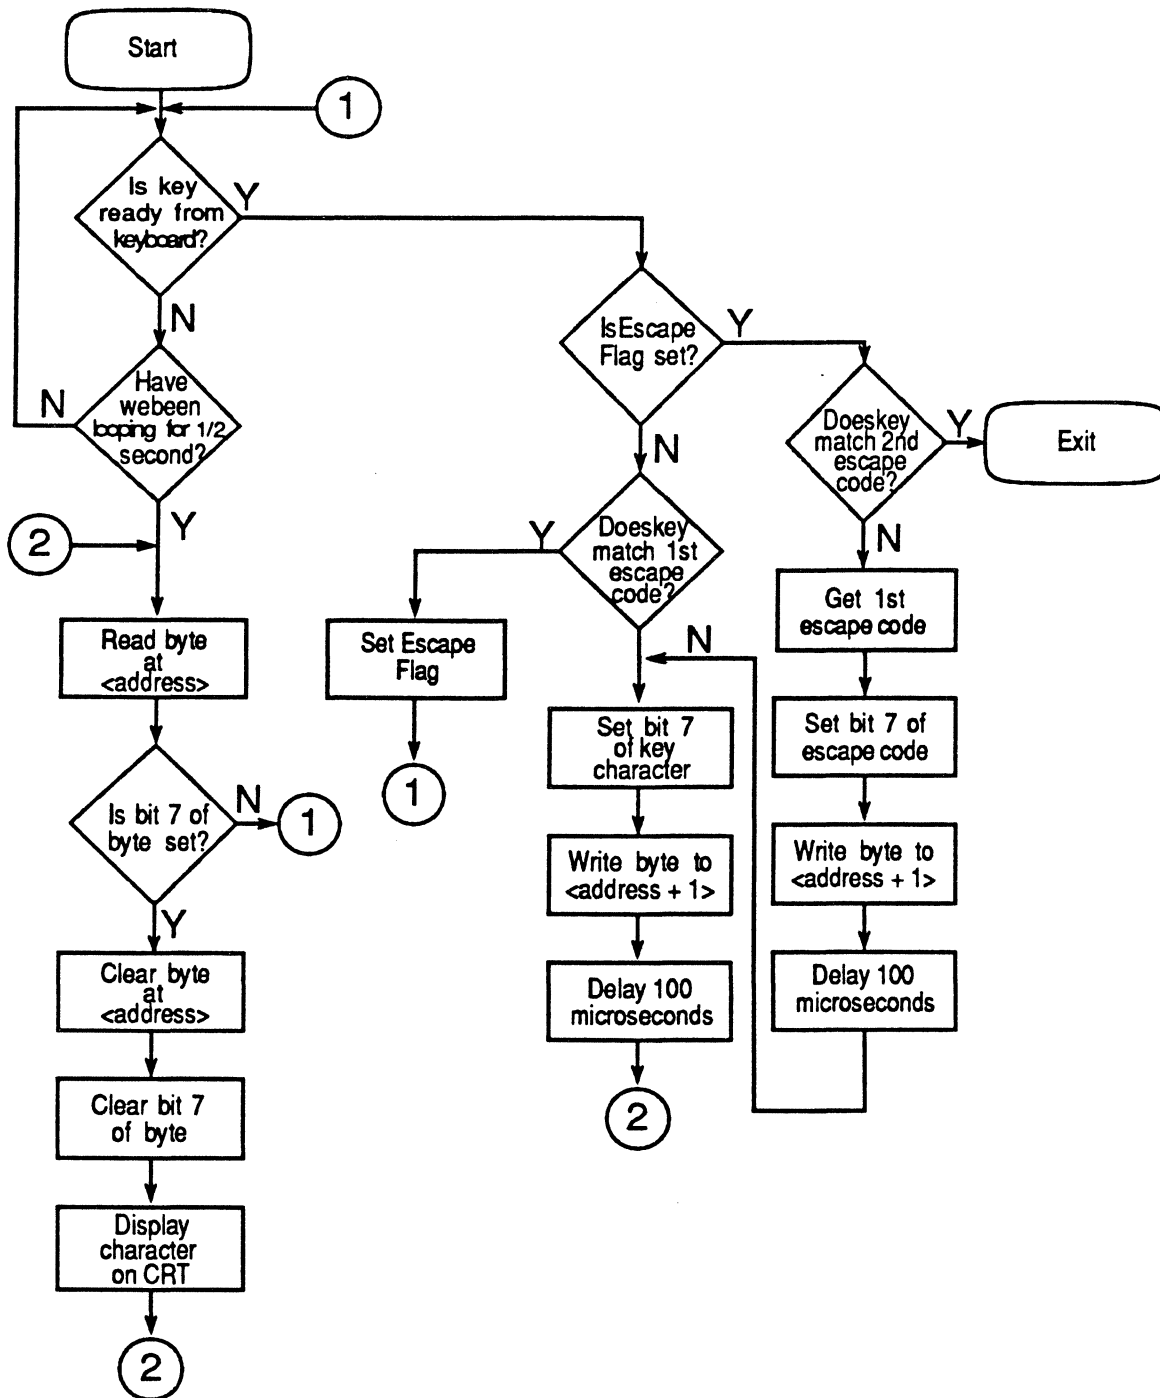 Start
1
Is key
ready from
keyboard?
Y
N
Have
webeen
looping for 1/2
second?
N
Y
2
Read byte
at
<address>
Is bit 7 of
byte set?
N
1
Y
Clear byte
at
<address>
Clear bit 7
of byte
Display
character
on CRT
2
IsEscape
Flag set?
Y
N
Doeskey
match 1st
escape
code?
Y
Set Escape
Flag
1
N
Set bit 7
of key
character
Write byte to
<address + 1>
Delay 100
microseconds
2
Doeskey
match 2nd
escape
code?
Y
Exit
N
Get 1st
escape code
Set bit 7 of
escape code
Write byte to
<address + 1>
Delay 100
microseconds